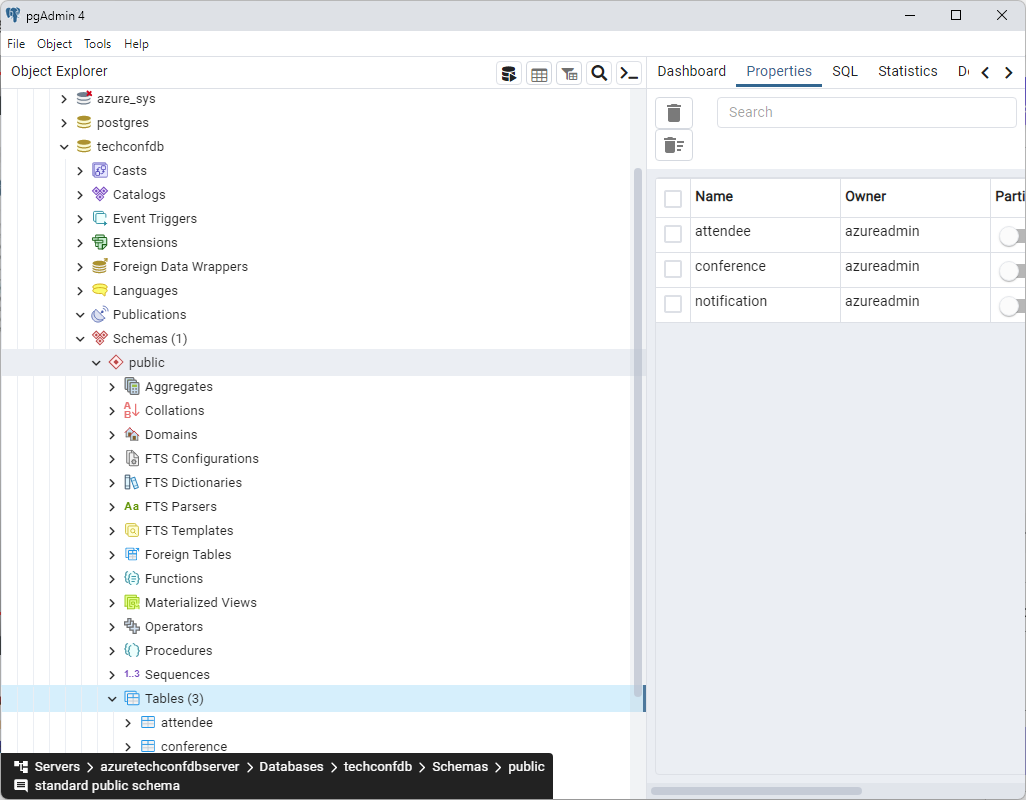 pgAdmin 4
File Object Tools Help
Object Explorer
Dashboard Properties SQL Statistics
azure_sys
postgres
techconfdb
Casts
Catalogs
Event Triggers
Extensions
Foreign Data Wrappers
Languages
Publications
Schemas (1)
public
Aggregates
Collations
Domains
FTS Configurations
FTS Dictionaries
Aa FTS Parsers
FTS Templates
Foreign Tables
Functions
Materialized Views
Operators
Procedures
1..3 Sequences
Tables (3)
attendee
conference
Servers > azuretechconfdbserver > Databases > techconfdb > Schemas > public
standard public schema
Search
Name Owner Parti
attendee azureadmin
conference azureadmin
notification azureadmin